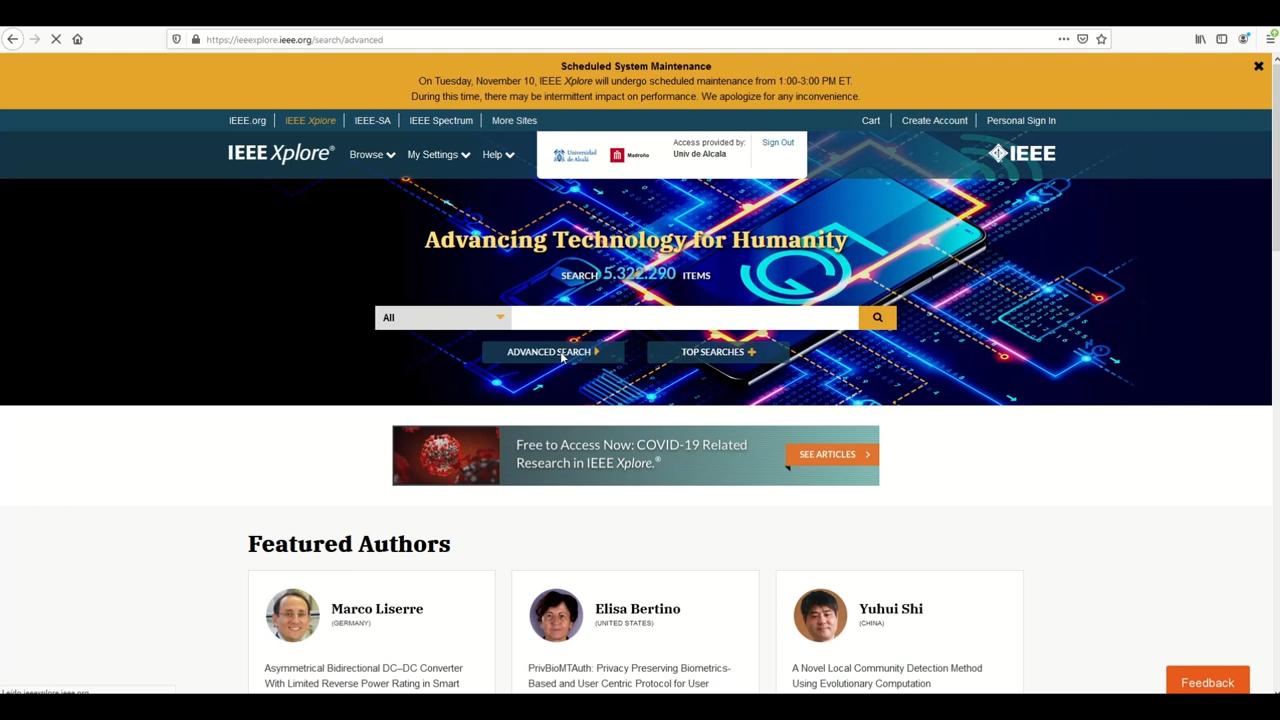 https://ieeexplore.ieee.org/search/advanced
Scheduled System Maintenance
On Tuesday, November 10, IEEE Xplore will undergo scheduled maintenance from 1:00-3:00 PM ET.
During this time, there may be intermittent impact on performance. We apologize for any inconvenience.
IEEE.org IEEE Xplore IEEE-SA IEEE Spectrum More Sites Cart Create Account Personal Sign In
IEEE Xplore® Browse My Settings Help
Universidad de Alcalá Madroño
Access provided by:
Univ de Alcala
Sign Out
IEEE
Advancing Technology for Humanity
SEARCH 5.322.290 ITEMS
All
ADVANCED SEARCH TOP SEARCHES
Free to Access Now: COVID-19 Related
Research in IEEE Xplore.®
SEE ARTICLES
Featured Authors
Marco Liserre
(GERMANY)
Asymmetrical Bidirectional DC–DC Converter
With Limited Reverse Power Rating in Smart
Elisa Bertino
(UNITED STATES)
PrivBioMTAuth: Privacy Preserving Biometrics-
Based and User Centric Protocol for User
Yuhui Shi
(CHINA)
A Novel Local Community Detection Method
Using Evolutionary Computation
Feedback